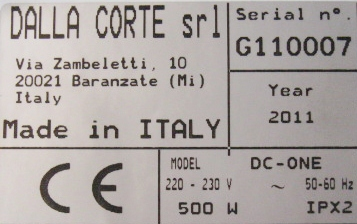 DALLA CORTE srl
Via Zambeletti, 10
20021 Baranzate (Mi)
Italy
Made in ITALY
Serial n°.
G110007
Year
2011
CE
MODEL DC-ONE
220 - 230 V ~ 50-60 Hz
500 W IPX2